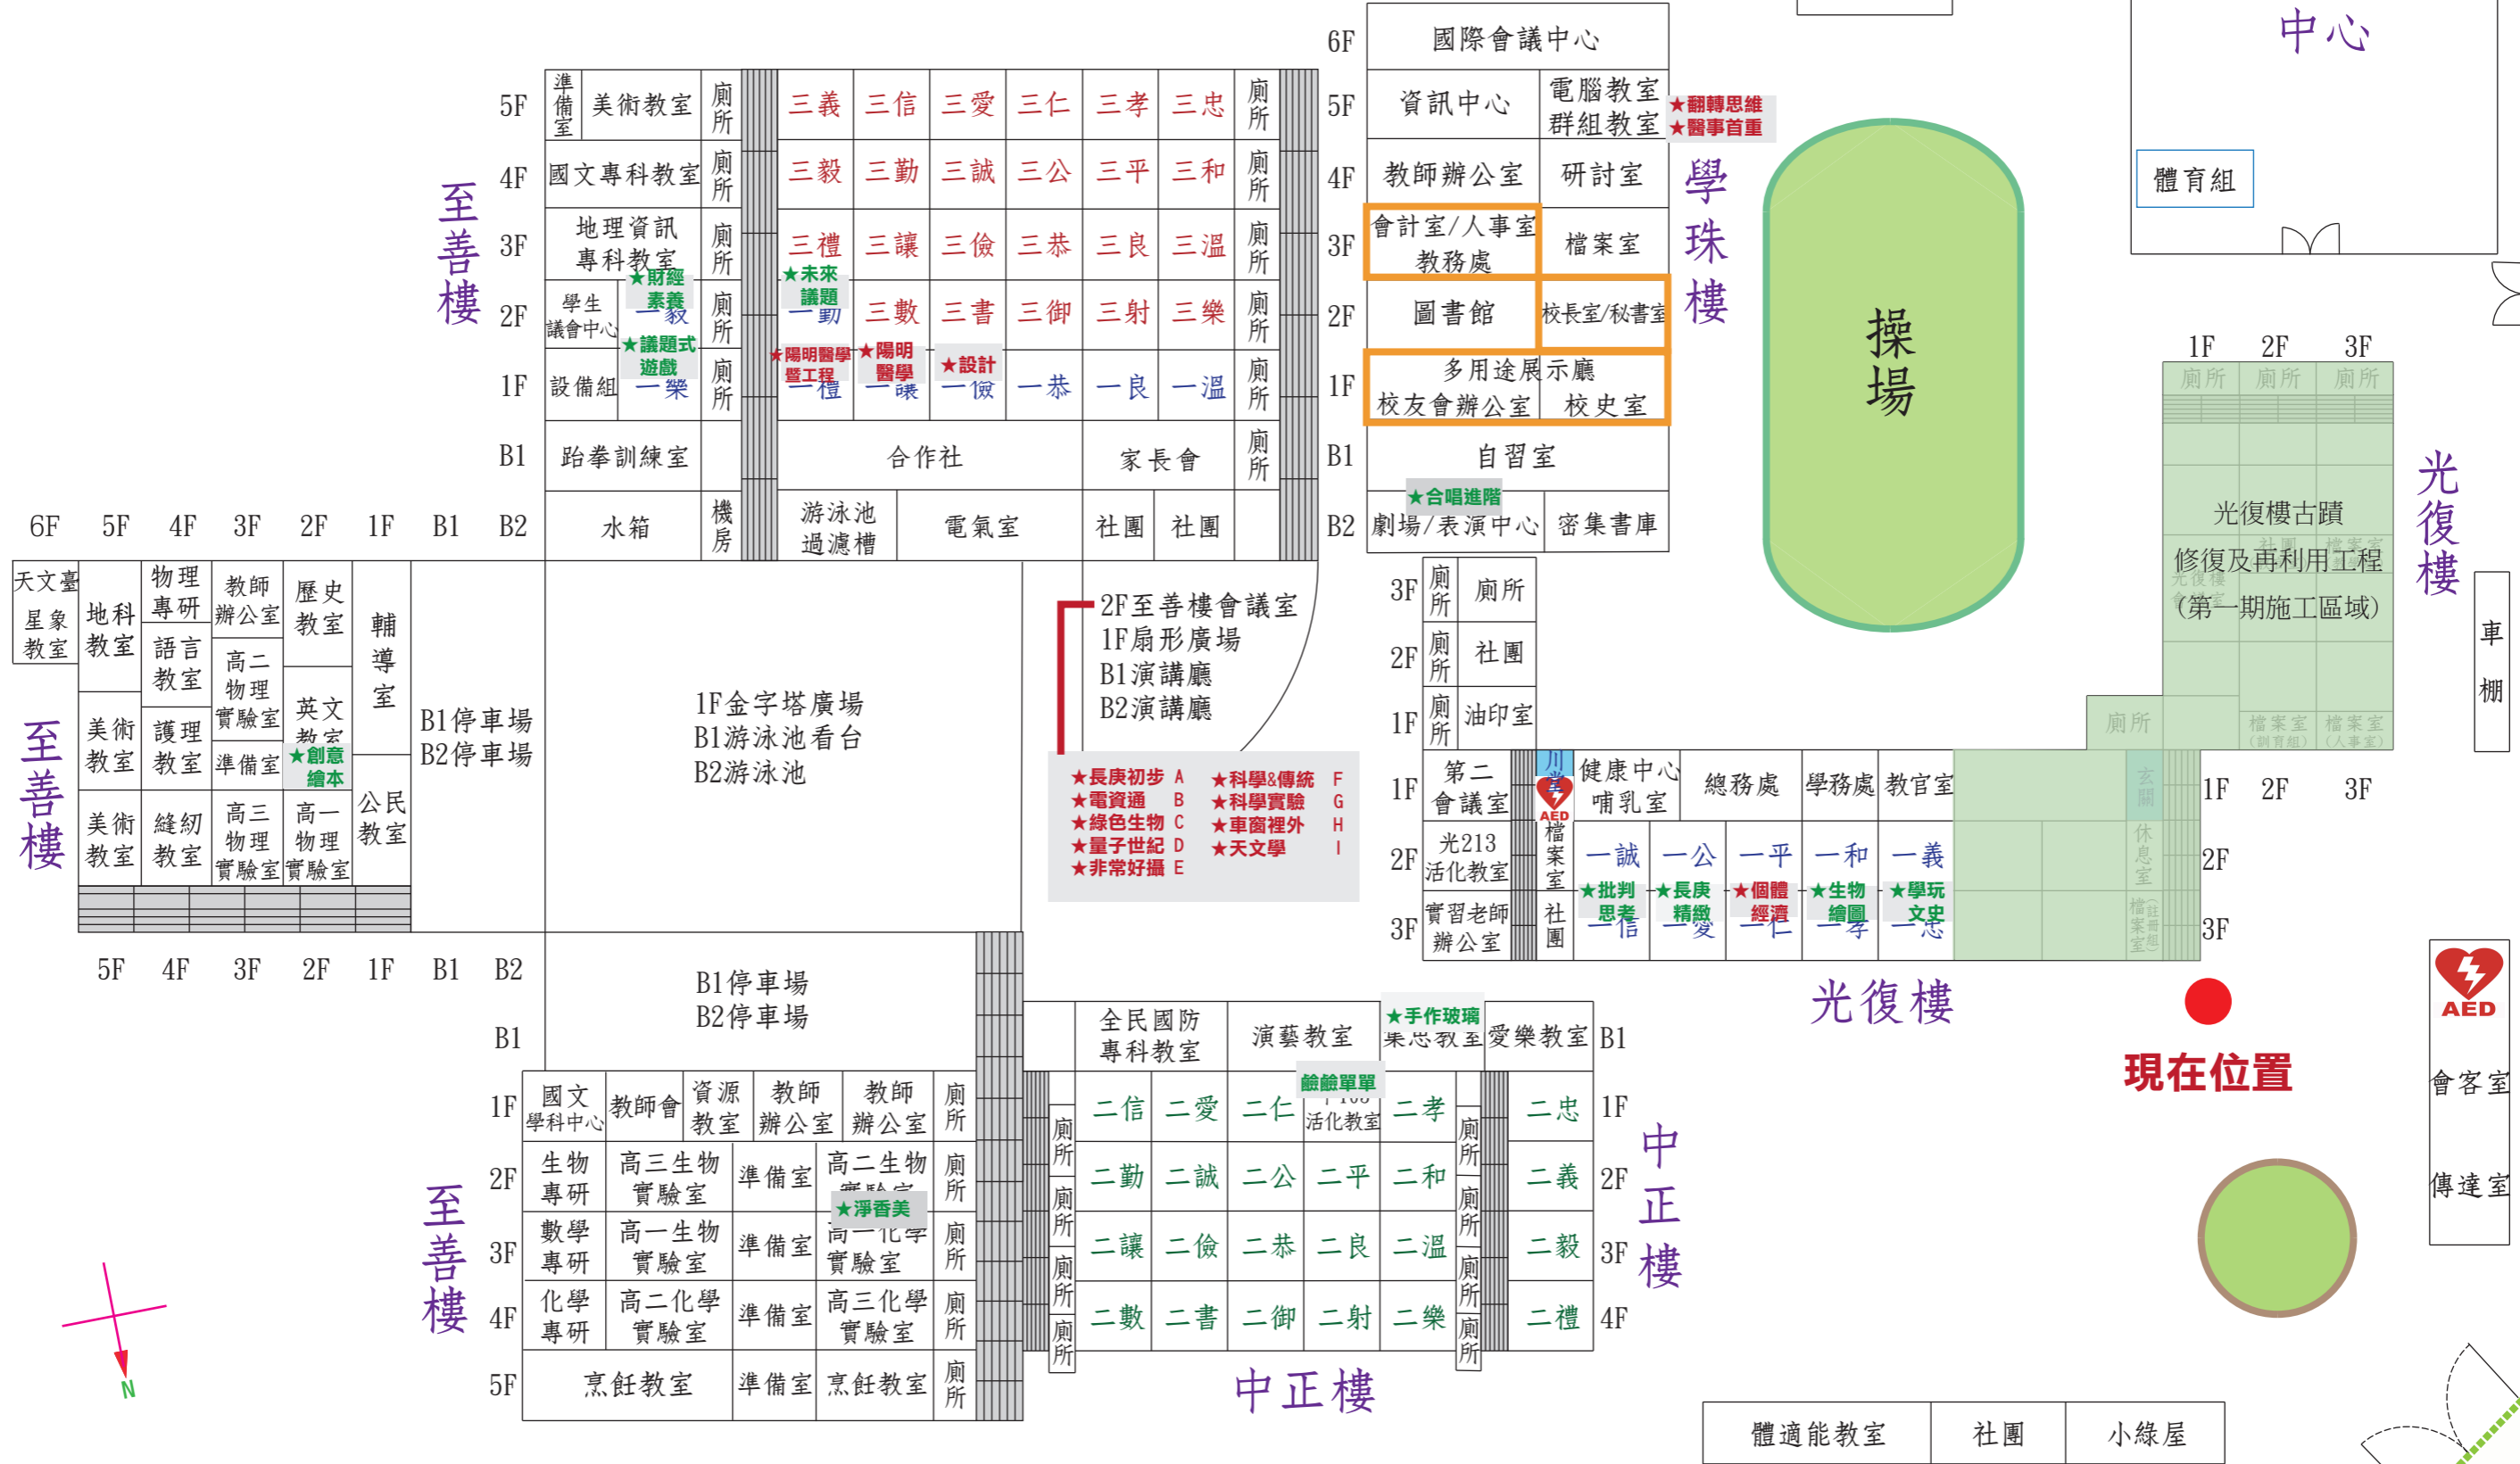 中心
體育組
6F 國際會議中心
5F 資訊中心 電腦教室
群組教室
★翻轉思維
★醫事首重
4F 教師辦公室 研討室
3F 會計室/人事室
教務處 檔案室
2F 圖書館 校長室/秘書室
1F 多用途展示廳
校友會辦公室 校史室
B1 自習室
★合唱進階
B2 劇場/表演中心 密集書庫
學珠樓
操場
至善樓
5F 準備室 美術教室 廁所 三義 三信 三愛 三仁 三孝 三忠 廁所
4F 國文專科教室 廁所 三毅 三勤 三誠 三公 三平 三和 廁所
3F 地理資訊
專科教室 廁所 三禮 三讓 三儉 三恭 三良 三溫 廁所
★財經
素養
★未來
議題
2F 學生
議會中心 一毅 廁所 一勤 三數 三書 三御 三射 三樂 廁所
★議題式
遊戲
★陽明醫學
暨工程
★陽明
醫學
★設計
1F 設備組 一樂 廁所 一禮 一讓 一儉 一恭 一良 一溫 廁所
B1 跆拳訓練室 合作社 家長會 廁所
B2 水箱 機房 游泳池
過濾槽 電氣室 社團 社團
6F 5F 4F 3F 2F 1F B1
天文臺
星象
教室
地科
教室
美術
教室
美術
教室
物理
專研
語言
教室
護理
教室
縫紉
教室
教師
辦公室
高二
物理
實驗室
準備室
高三
物理
實驗室
歷史
教室
英文
教室
★創意
繪本
高一
物理
實驗室
輔導室
公民
教室
B1停車場
B2停車場
至善樓
5F 4F 3F 2F 1F B1 B2
1F金字塔廣場
B1游泳池看台
B2游泳池
2F至善樓會議室
1F扇形廣場
B1演講廳
B2演講廳
★長庚初步 A ★科學&傳統 F
★電資通 B ★科學實驗 G
★綠色生物 C ★車窗裡外 H
★量子世紀 D ★天文學 I
★非常好攝 E
3F 廁所 廁所
2F 廁所 社團
1F 廁所 油印室
1F 第二
會議室 川堂 健康中心
哺乳室 總務處 學務處 教官室 玄關 1F 2F 3F
AED
2F 光213
活化教室 檔案室 一誠 一公 一平 一和 一義 休息室 2F
★批判
思考
★長庚
精緻
★個體
經濟
★生物
繪圖
★學玩
文史
3F 實習老師
辦公室 社團 一信 一愛 一仁 一孝 一忠 檔案室(註冊組) 3F
光復樓
1F 2F 3F
廁所 廁所 廁所
光復樓古蹟
修復及再利用工程
(第一期施工區域)
社團 檔案室
廁所
檔案室
(訓育組)
檔案室
(人事室)
光復樓
車棚
AED
會客室
傳達室
現在位置
B1停車場
B2停車場
B1 全民國防
專科教室 演藝教室 ★手作玻璃 集思教室 愛樂教室 B1
至善樓
1F 國文
學科中心 教師會 資源
教室 教師
辦公室 教師
辦公室 廁所
2F 生物
專研 高三生物
實驗室 準備室 高二生物
實驗室 廁所
★淨香美
3F 數學
專研 高一生物
實驗室 準備室 高一化學
實驗室 廁所
4F 化學
專研 高二化學
實驗室 準備室 高三化學
實驗室 廁所
5F 烹飪教室 準備室 烹飪教室 廁所
鹼鹼單單
廁所 二信 二愛 二仁 活化教室 二孝 廁所 二忠 1F
廁所 二勤 二誠 二公 二平 二和 廁所 二義 2F
廁所 二讓 二儉 二恭 二良 二溫 廁所 二毅 3F
廁所 二數 二書 二御 二射 二樂 廁所 二禮 4F
中正樓
中正樓
體適能教室 社團 小綠屋
N